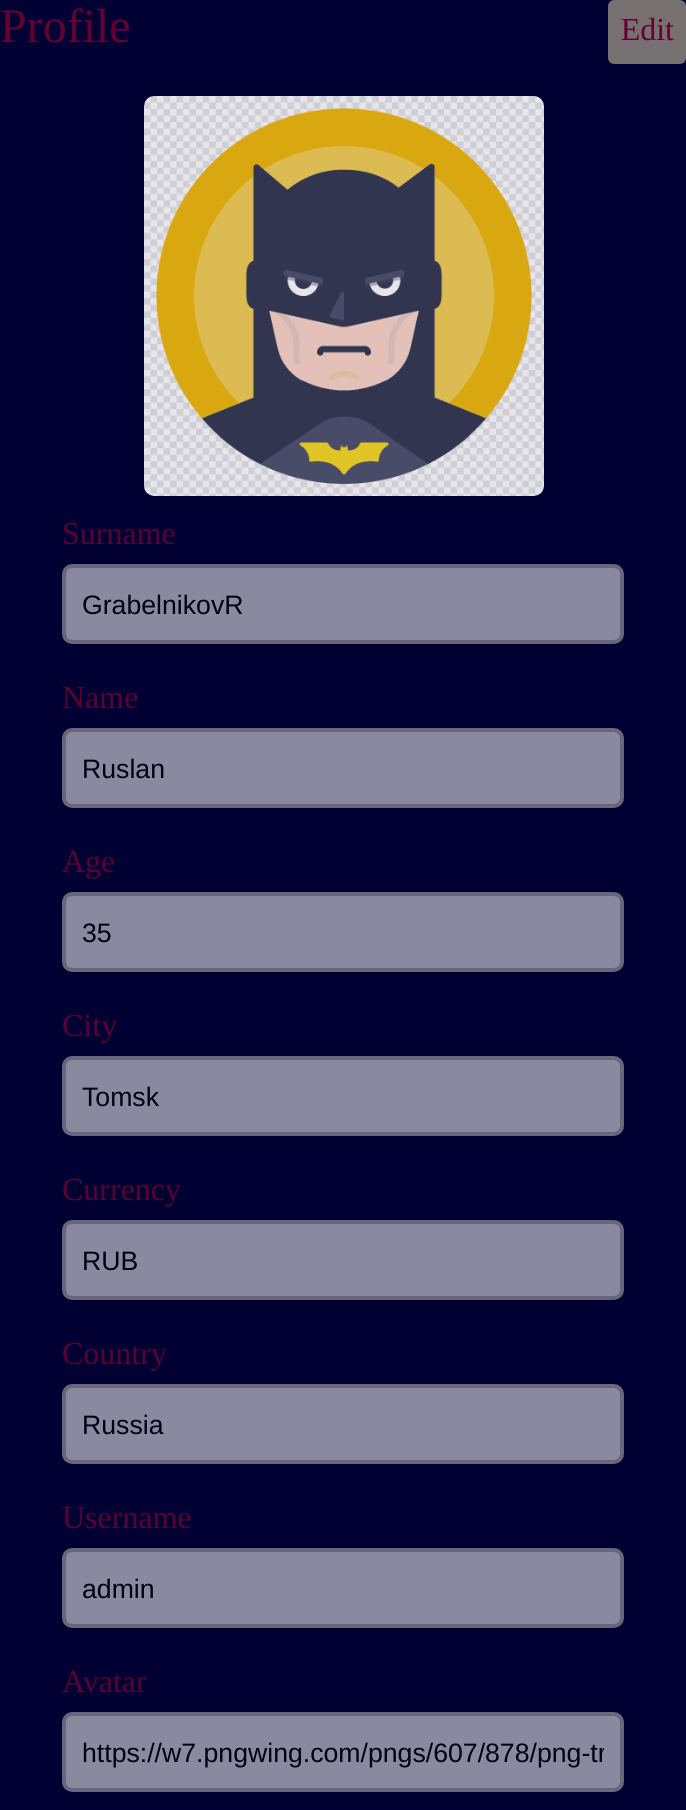 Profile
Edit
Surname
GrabelnikovR
Name
Ruslan
Age
35
City
Tomsk
Currency
RUB
Country
Russia
Username
admin
Avatar
https://w7.pngwing.com/pngs/607/878/png-tr